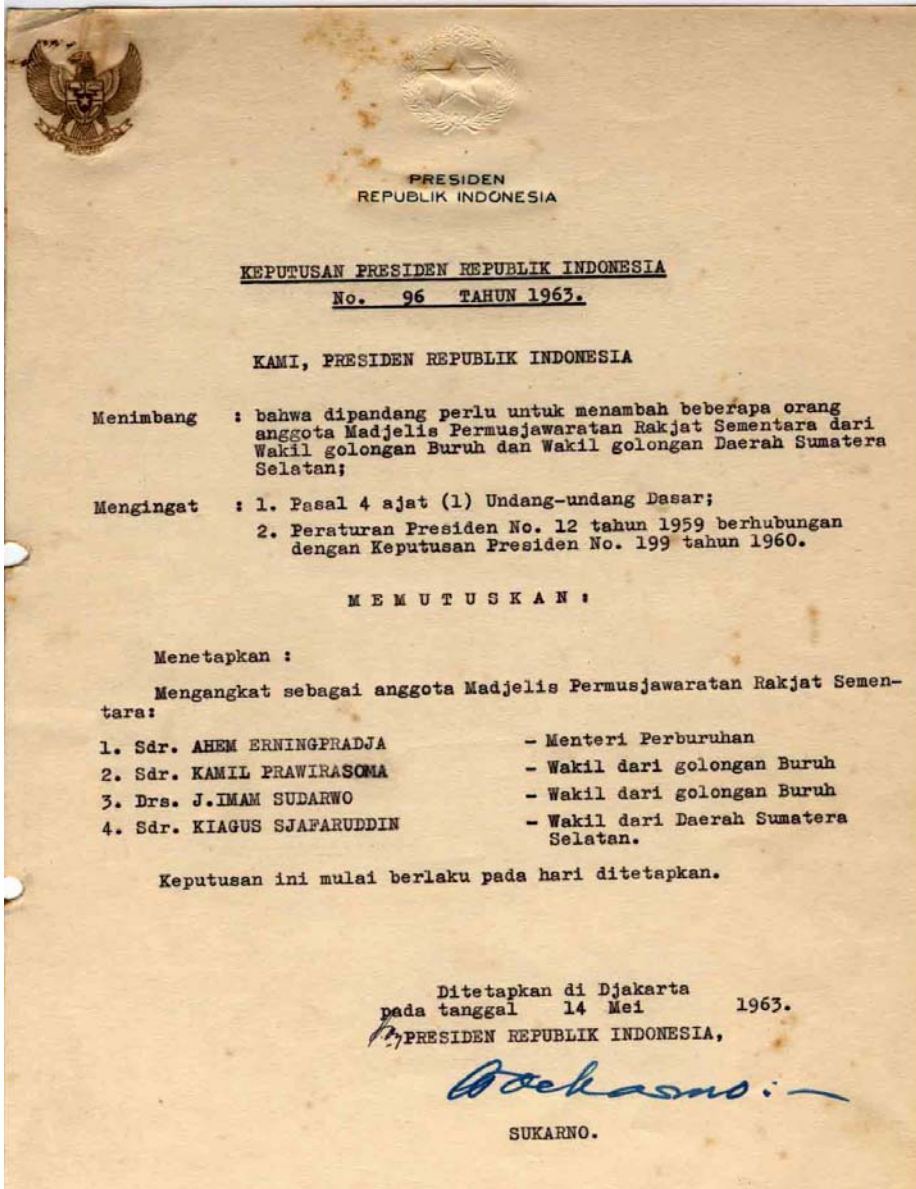 PRESIDEN
REPUBLIK INDONESIA
KEPUTUSAN PRESIDEN REPUBLIK INDONESIA
No. 96 TAHUN 1963.
KAMI, PRESIDEN REPUBLIK INDONESIA
Menimbang : bahwa dipandang perlu untuk menambah beberapa orang
anggota Madjelis Permusjawaratan Rakjat Sementara dari
Wakil golongan Buruh dan Wakil golongan Daerah Sumatera
Selatan;
Mengingat : 1. Pasal 4 ajat (1) Undang-undang Dasar;
2. Peraturan Presiden No. 12 tahun 1959 berhubungan
dengan Keputusan Presiden No. 199 tahun 1960.
M E M U T U S K A N :
Menetapkan :
Mengangkat sebagai anggota Madjelis Permusjawaratan Rakjat Semen-
tara:
1. Sdr. AHEM ERNINGPRADJA - Menteri Perburuhan
2. Sdr. KAMIL PRAWIRASOMA - Wakil dari golongan Buruh
3. Drs. J.IMAM SUDARWO - Wakil dari golongan Buruh
4. Sdr. KIAGUS SJAFARUDDIN - Wakil dari Daerah Sumatera
Selatan.
Keputusan ini mulai berlaku pada hari ditetapkan.
Ditetapkan di Djakarta
pada tanggal 14 Mei 1963.
PRESIDEN REPUBLIK INDONESIA,
Soekarno:-
SUKARNO.